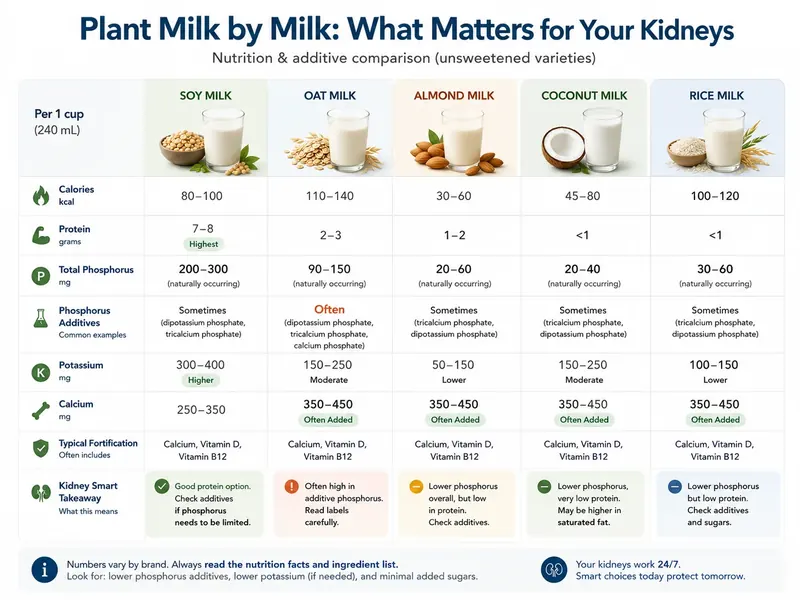 Plant Milk by Milk: What Matters for Your Kidneys
Nutrition & additive comparison (unsweetened varieties)
Per 1 cup
(240 mL)
SOY MILK
OAT MILK
ALMOND MILK
COCONUT MILK
RICE MILK
Calories
kcal
80–100
110–140
30–60
45–80
100–120
Protein
grams
7–8
Highest
2–3
1–2
<1
<1
P
Total Phosphorus
mg
200–300
(naturally occurring)
90–150
(naturally occurring)
20–60
(naturally occurring)
20–40
(naturally occurring)
30–60
(naturally occurring)
Phosphorus
Additives
Common examples
Sometimes
(dipotassium phosphate,
tricalcium phosphate)
Often
(dipotassium phosphate,
tricalcium phosphate,
calcium phosphate)
Sometimes
(tricalcium phosphate,
dipotassium phosphate)
Sometimes
(tricalcium phosphate,
dipotassium phosphate)
Sometimes
(tricalcium phosphate,
dipotassium phosphate)
K
Potassium
mg
300–400
Higher
150–250
Moderate
50–150
Lower
150–250
Moderate
100–150
Lower
Calcium
mg
250–350
350–450
Often Added
350–450
Often Added
350–450
Often Added
350–450
Often Added
Typical Fortification
Often includes
Calcium, Vitamin D,
Vitamin B12
Calcium, Vitamin D,
Vitamin B12
Calcium, Vitamin D,
Vitamin B12
Calcium, Vitamin D,
Vitamin B12
Calcium, Vitamin D,
Vitamin B12
Kidney Smart
Takeaway
What this means
Good protein option.
Check additives
if phosphorus
needs to be limited.
Often high in
additive phosphorus.
Read labels
carefully.
Lower phosphorus
overall, but low
in protein.
Check additives.
Lower phosphorus,
very low protein.
May be higher in
saturated fat.
Lower phosphorus
but low protein.
Check additives
and sugars.
Numbers vary by brand. Always read the nutrition facts and ingredient list.
Look for: lower phosphorus additives, lower potassium (if needed), and minimal added sugars.
Your kidneys work 24/7.
Smart choices today protect tomorrow.